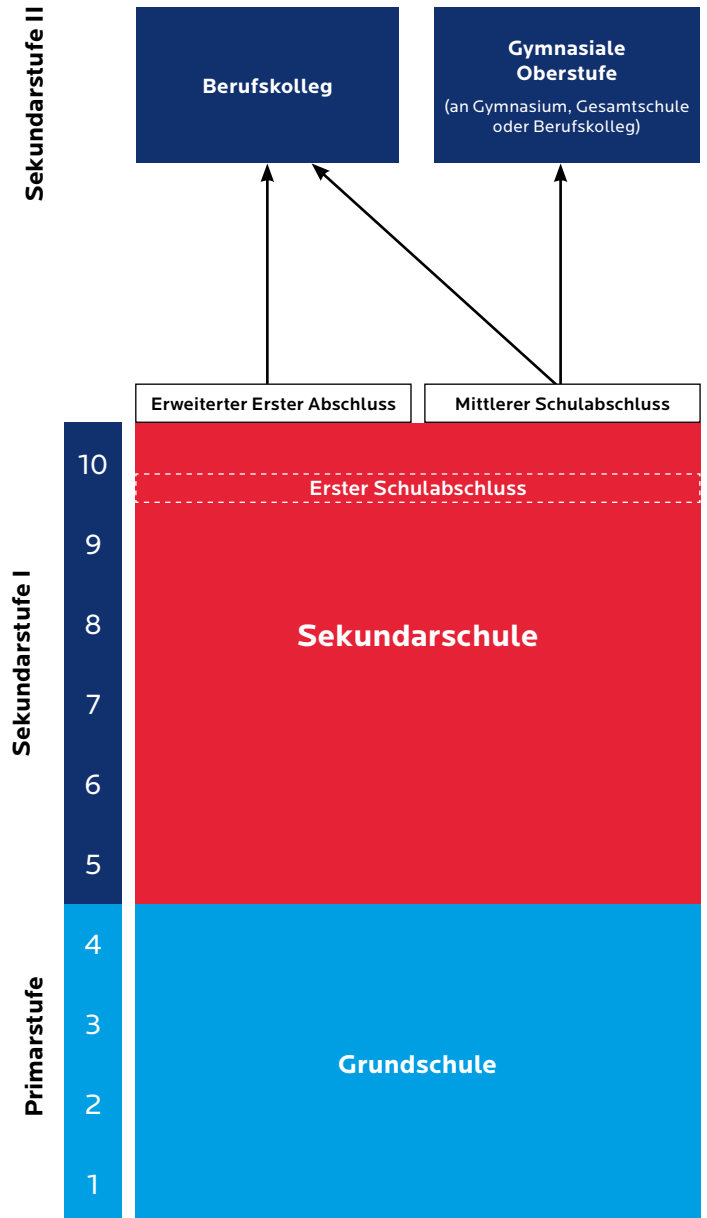 Sekundarstufe II
Berufskolleg
Gymnasiale
Oberstufe
(an Gymnasium, Gesamtschule
oder Berufskolleg)
Erweiterter Erster Abschluss
Mittlerer Schulabschluss
Sekundarstufe I
10
Erster Schulabschluss
9
8
Sekundarschule
7
6
5
Primarstufe
4
3
Grundschule
2
1